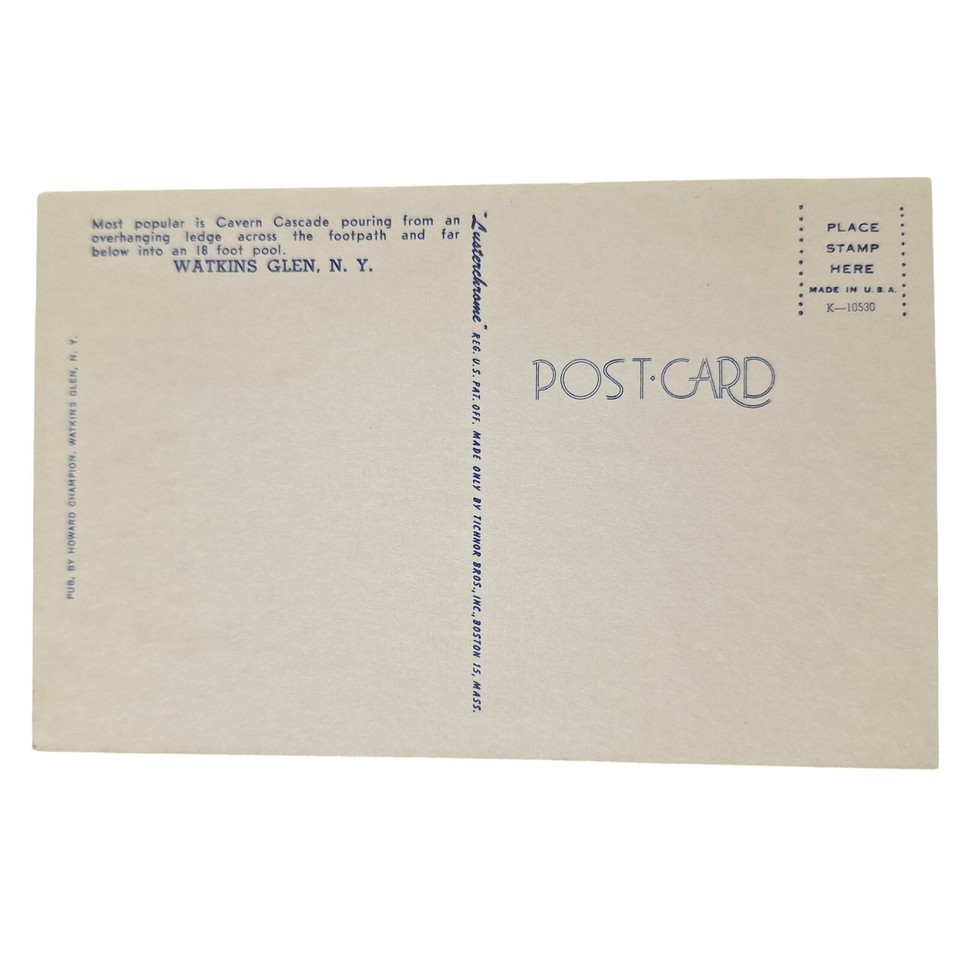 Most popular is Cavern Cascade pouring from an
overhanging ledge across the footpath and far
below into an 18 foot pool.
WATKINS GLEN, N. Y.
PUB. BY HOWARD CHAMPION, WATKINS GLEN, N. Y.
"Lusterchrome" REG. U.S. PAT. OFF. MADE ONLY BY TICHNOR BROS., INC., BOSTON 15, MASS.
PLACE
STAMP
HERE
MADE IN U.S.A.
K—10530
POST·CARD